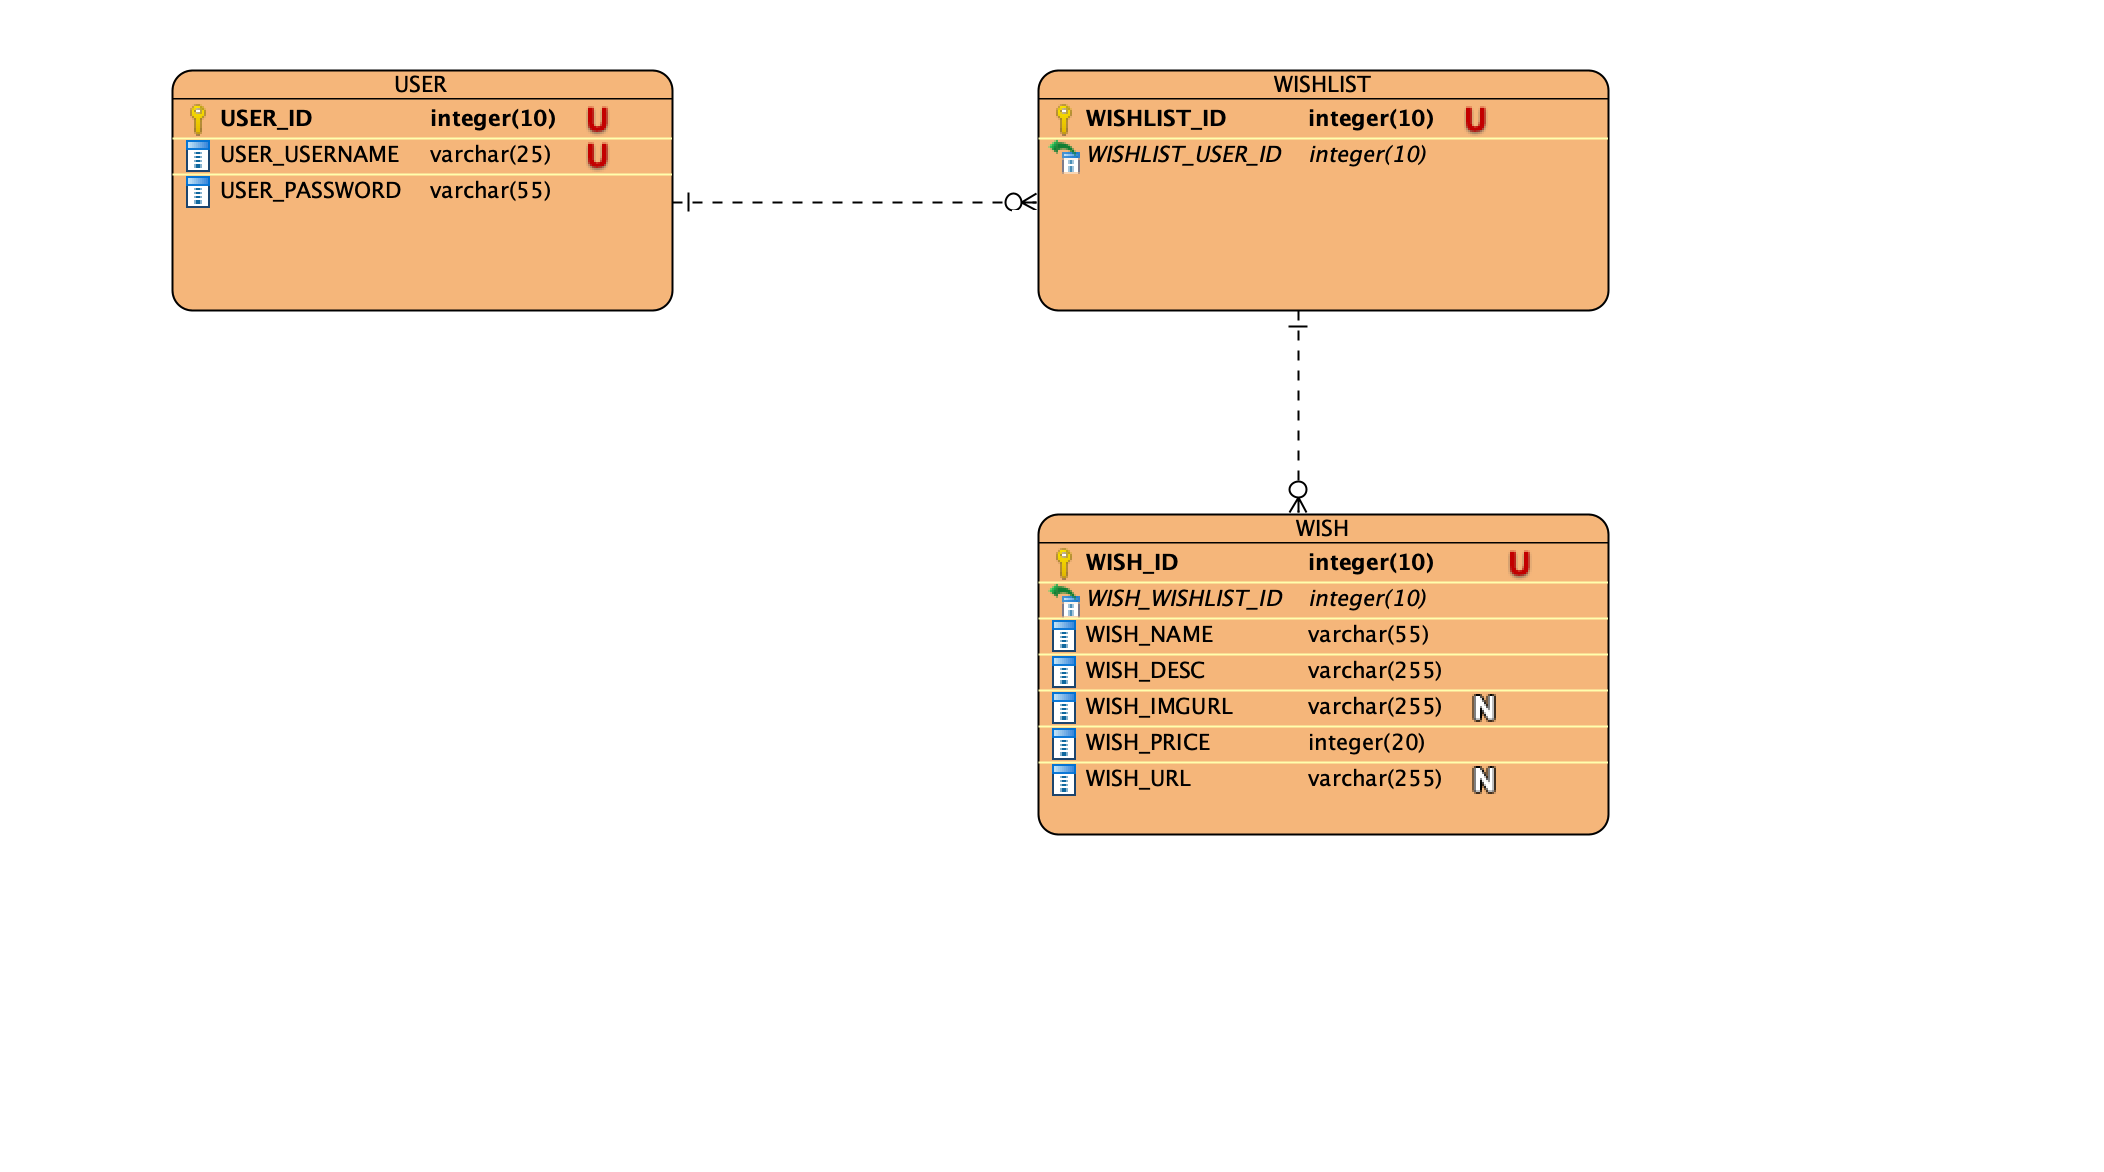 USER
USER_ID integer(10) U
USER_USERNAME varchar(25) U
USER_PASSWORD varchar(55)
WISHLIST
WISHLIST_ID integer(10) U
WISHLIST_USER_ID integer(10)
WISH
WISH_ID integer(10) U
WISH_WISHLIST_ID integer(10)
WISH_NAME varchar(55)
WISH_DESC varchar(255)
WISH_IMGURL varchar(255) N
WISH_PRICE integer(20)
WISH_URL varchar(255) N